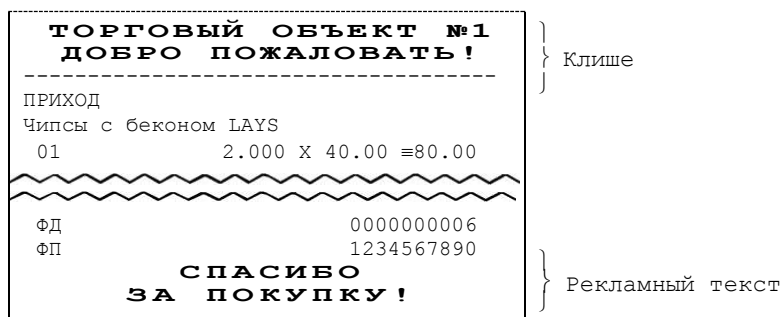 ТОРГОВЫЙ ОБЪЕКТ №1
ДОБРО ПОЖАЛОВАТЬ!
Клише
-----------------------------------
ПРИХОД
Чипсы с беконом LAYS
01 2.000 X 40.00 ≡80.00
ФД 0000000006
ФП 1234567890
СПАСИБО
ЗА ПОКУПКУ!
Рекламный текст